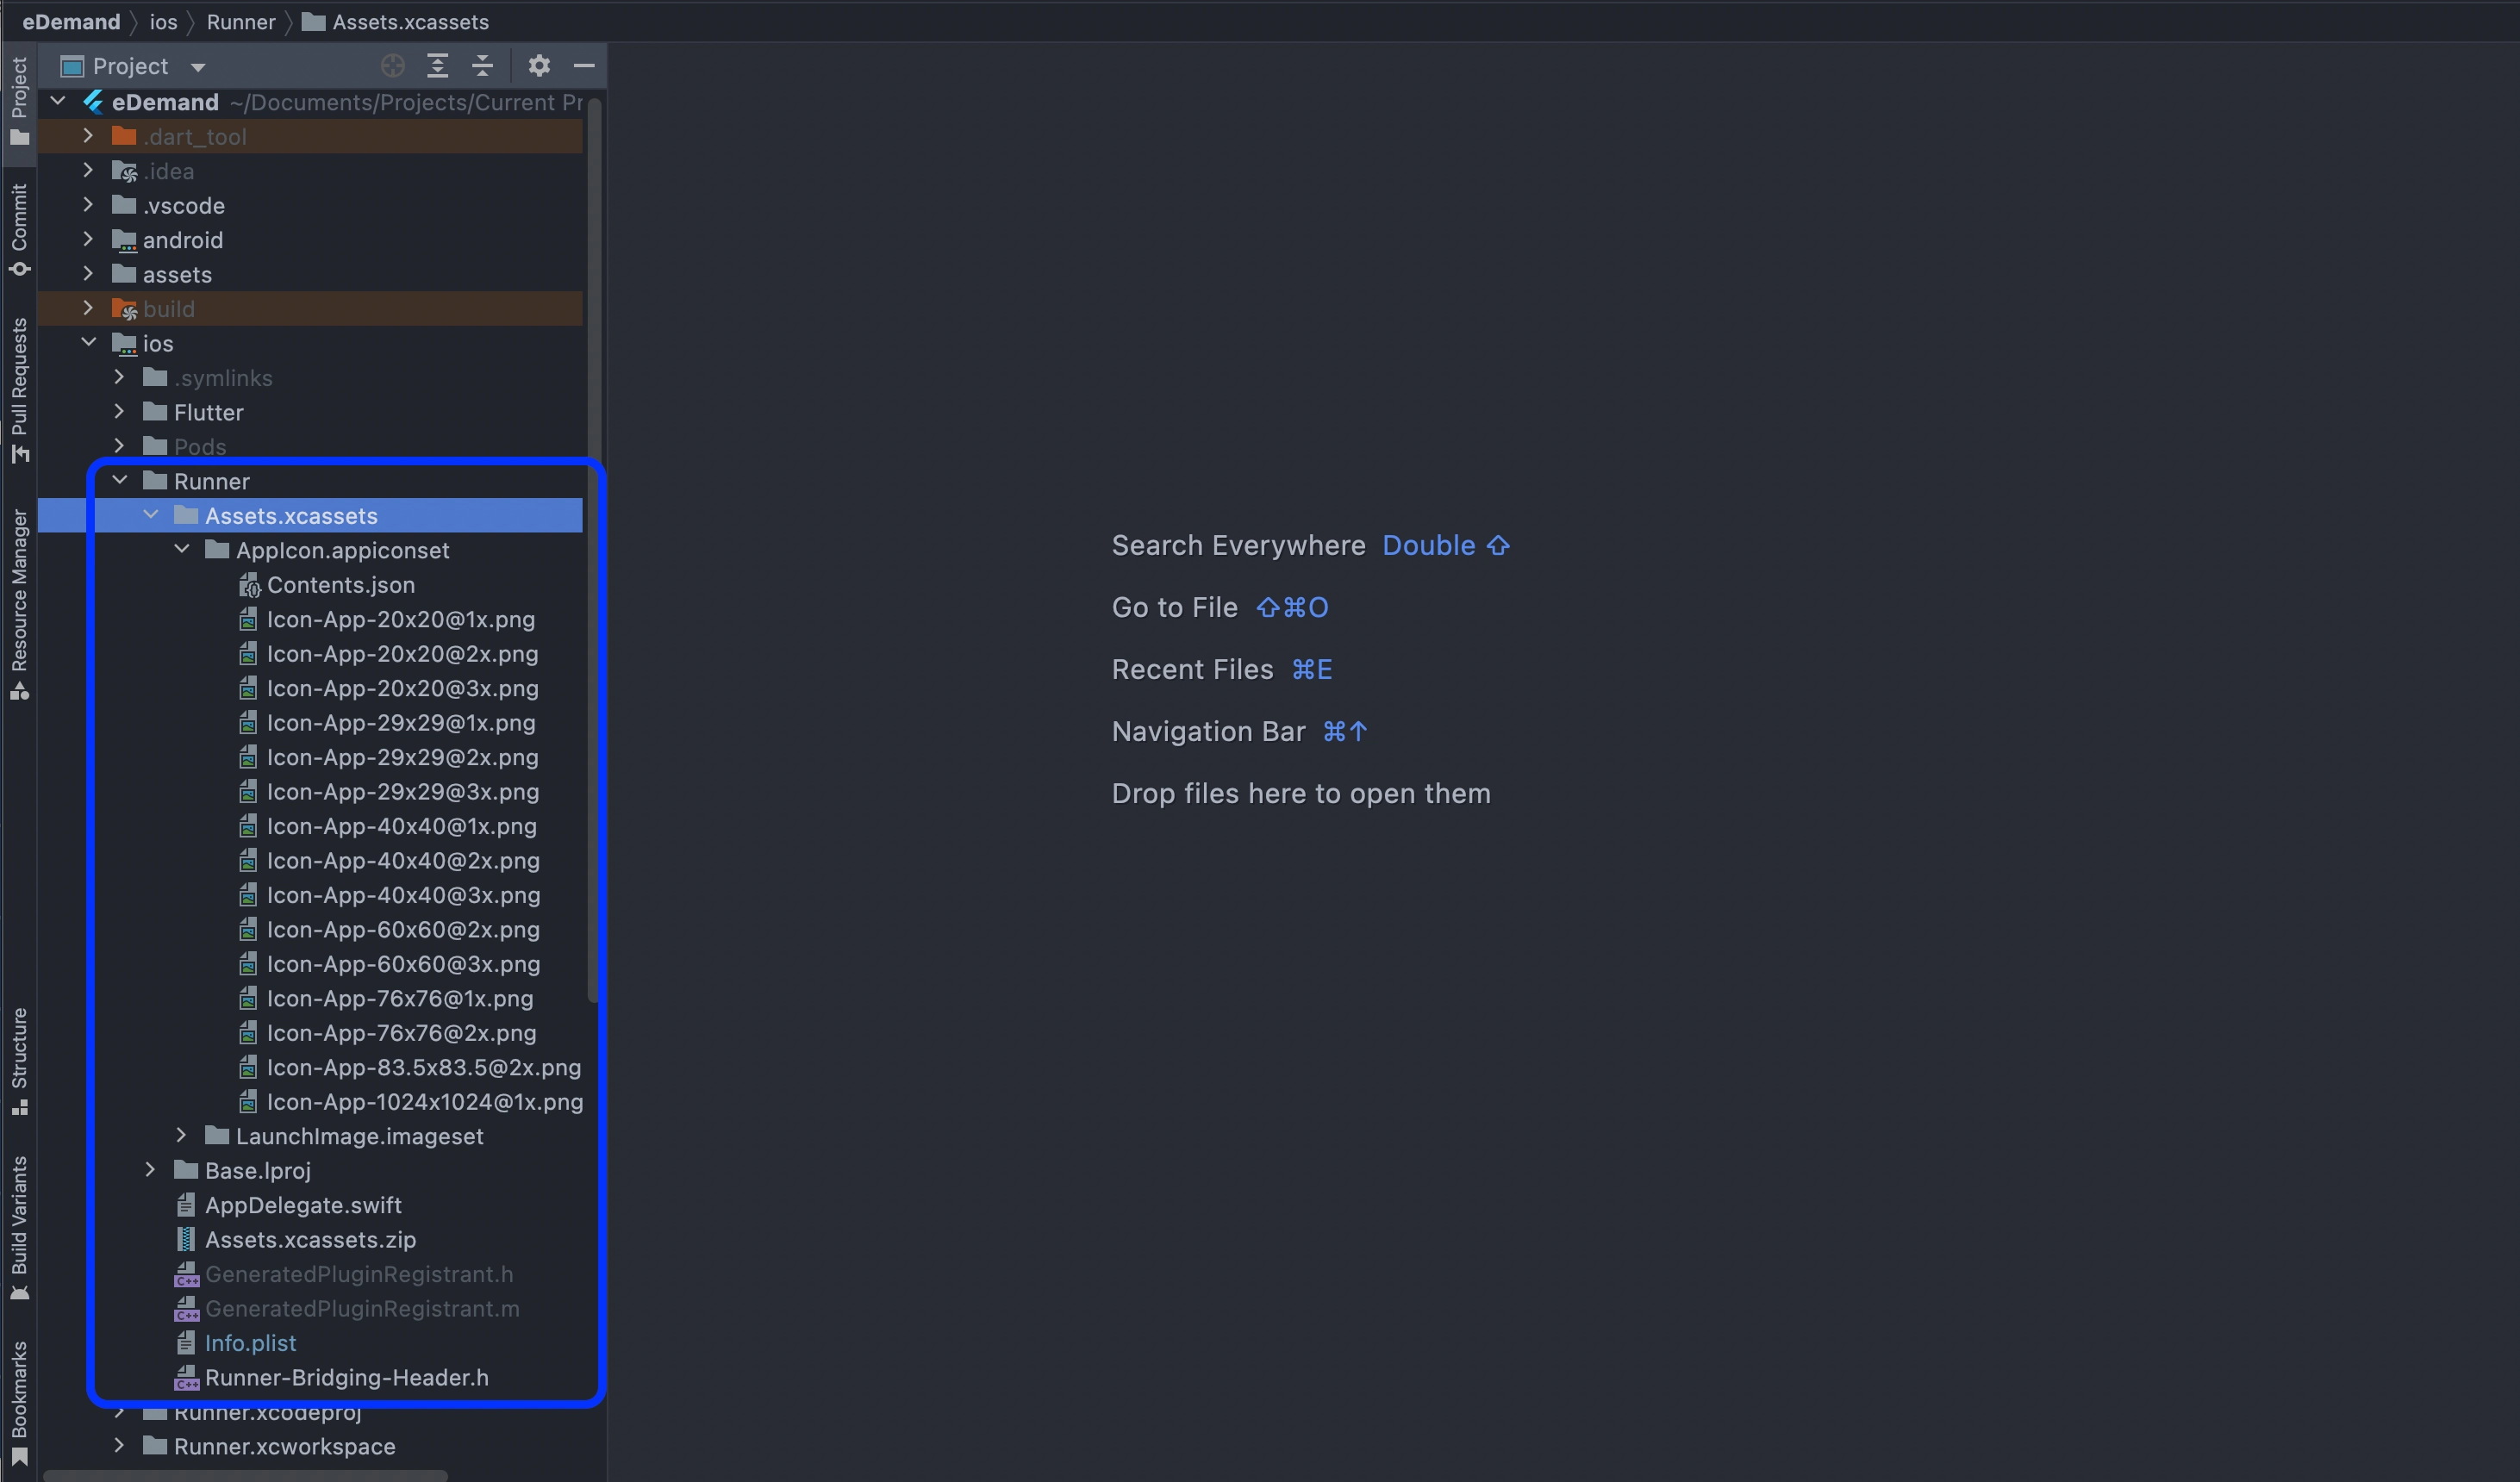 eDemand ios Runner Assets.xcassets
Project
Commit
Pull Requests
Resource Manager
Structure
Build Variants
Bookmarks
Project
eDemand ~/Documents/Projects/Current Pr
.dart_tool
.idea
.vscode
android
assets
build
ios
.symlinks
Flutter
Pods
Runner
Assets.xcassets
AppIcon.appiconset
Contents.json
Icon-App-20x20@1x.png
Icon-App-20x20@2x.png
Icon-App-20x20@3x.png
Icon-App-29x29@1x.png
Icon-App-29x29@2x.png
Icon-App-29x29@3x.png
Icon-App-40x40@1x.png
Icon-App-40x40@2x.png
Icon-App-40x40@3x.png
Icon-App-60x60@2x.png
Icon-App-60x60@3x.png
Icon-App-76x76@1x.png
Icon-App-76x76@2x.png
Icon-App-83.5x83.5@2x.png
Icon-App-1024x1024@1x.png
LaunchImage.imageset
Base.lproj
AppDelegate.swift
Assets.xcassets.zip
C++ GeneratedPluginRegistrant.h
C++ GeneratedPluginRegistrant.m
Info.plist
C++ Runner-Bridging-Header.h
Runner.xcodeproj
Runner.xcworkspace
Search Everywhere Double ⇧
Go to File ⇧⌘O
Recent Files ⌘E
Navigation Bar ⌘↑
Drop files here to open them